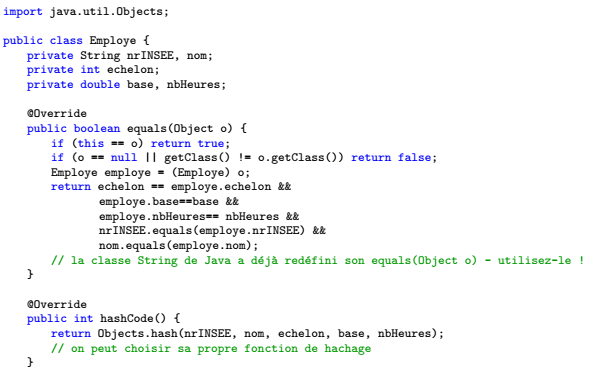 import java.util.Objects;
public class Employe {
private String nrINSEE, nom;
private int echelon;
private double base, nbHeures;
@Override
public boolean equals(Object o) {
if (this == o) return true;
if (o == null || getClass() != o.getClass()) return false;
Employe employe = (Employe) o;
return echelon == employe.echelon &&
employe.base==base &&
employe.nbHeures== nbHeures &&
nrINSEE.equals(employe.nrINSEE) &&
nom.equals(employe.nom);
// la classe String de Java a déjà redéfini son equals(Object o) - utilisez-le !
}
@Override
public int hashCode() {
return Objects.hash(nrINSEE, nom, echelon, base, nbHeures);
// on peut choisir sa propre fonction de hachage
}